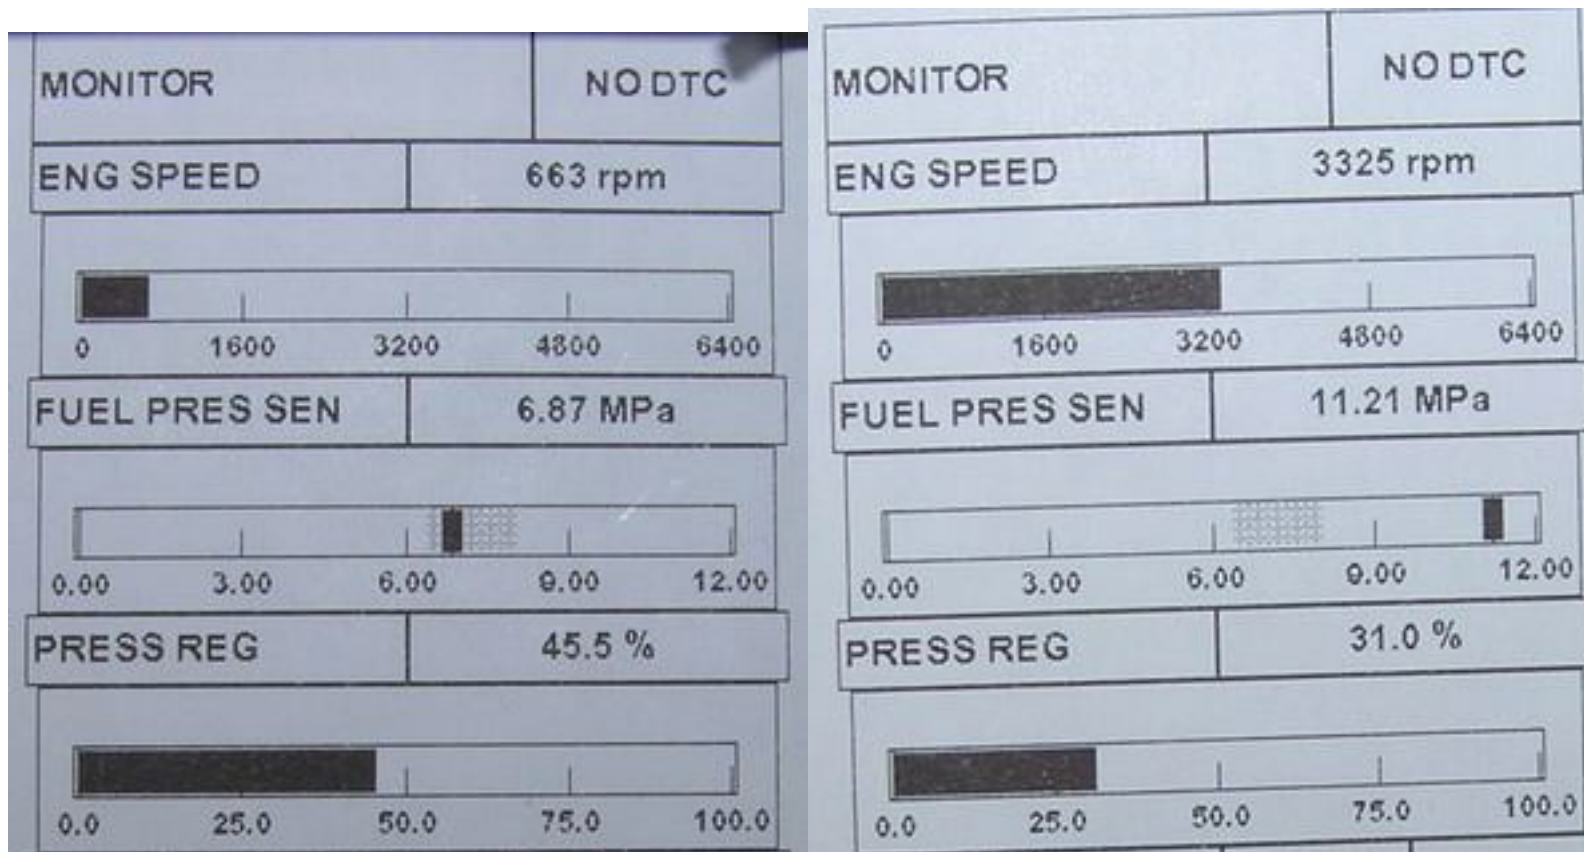 MONITOR NO DTC
ENG SPEED 663 rpm
0 1600 3200 4800 6400
FUEL PRES SEN 6.87 MPa
0.00 3.00 6.00 9.00 12.00
PRESS REG 45.5 %
0.0 25.0 50.0 75.0 100.0
MONITOR NO DTC
ENG SPEED 3325 rpm
0 1600 3200 4800 6400
FUEL PRES SEN 11.21 MPa
0.00 3.00 6.00 9.00 12.00
PRESS REG 31.0 %
0.0 25.0 50.0 75.0 100.0